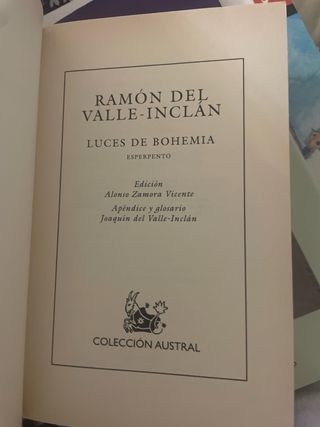 RAMÓN DEL
VALLE-INCLÁN
LUCES DE BOHEMIA
ESPERPENTO
Edición
Alonso Zamora Vicente
Apéndice y glosario
Joaquín del Valle-Inclán
COLECCIÓN AUSTRAL